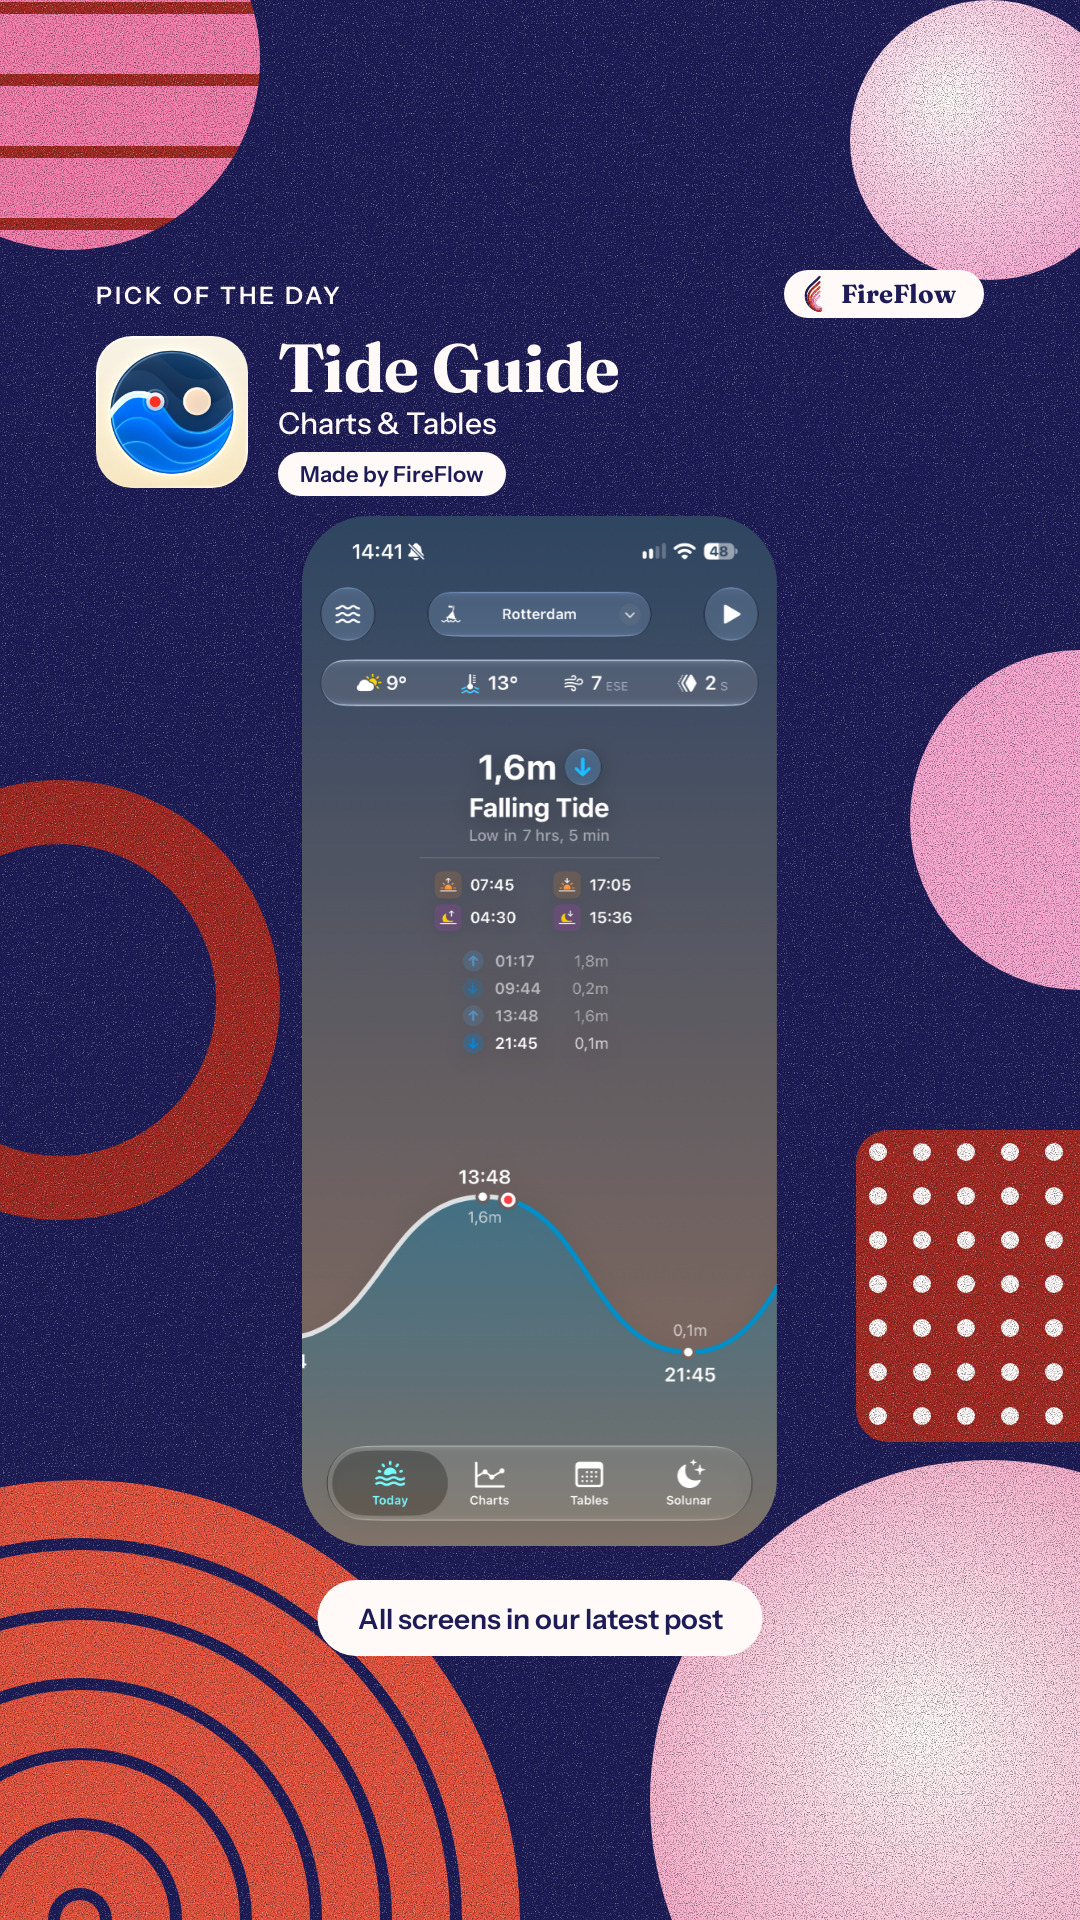 PICK OF THE DAY
FireFlow
Tide Guide
Charts & Tables
Made by FireFlow
14:41
48
Rotterdam
9° 13° 7 ESE 2 S
1,6m
Falling Tide
Low in 7 hrs, 5 min
07:45 17:05
04:30 15:36
01:17 1,8m
09:44 0,2m
13:48 1,6m
21:45 0,1m
13:48
1,6m
0,1m
4
21:45
Today Charts Tables Solunar
All screens in our latest post